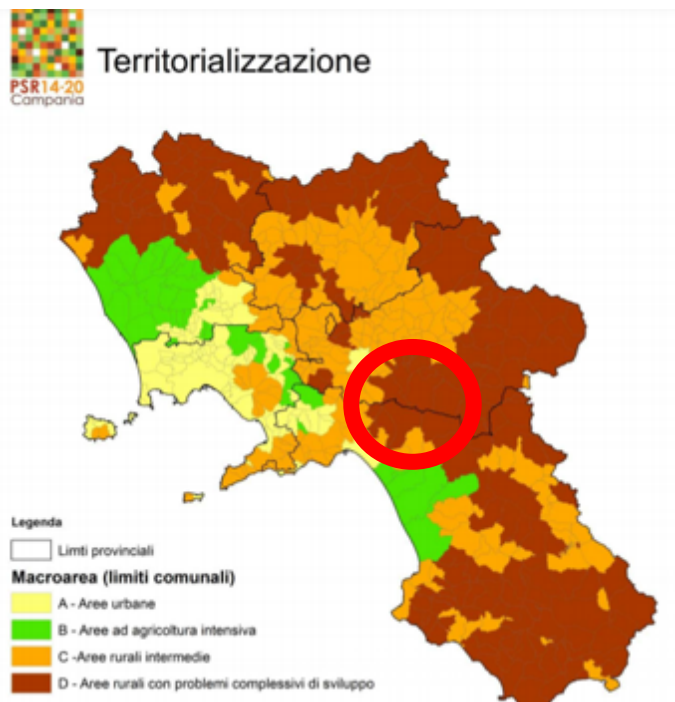 Territorializzazione
PSR14-20
Campania
Legenda
Limti provinciali
Macroarea (limiti comunali)
A - Aree urbane
B - Aree ad agricoltura intensiva
C -Aree rurali intermedie
D - Aree rurali con problemi complessivi di sviluppo